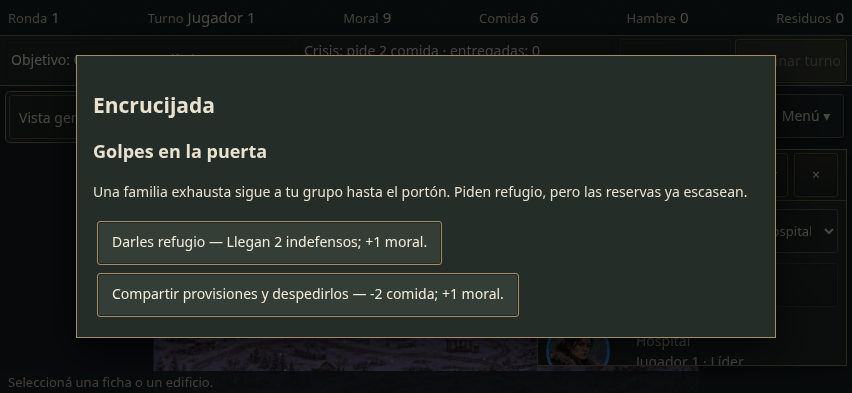 Ronda 1 Turno Jugador 1 Moral 9 Comida 6 Hambre 0 Residuos 0
Crisis: pide 2 comida · entregadas: 0
Objetivo:
nar turno
Encrucijada
Vista gen
Menú ▾
Golpes en la puerta
×
Una familia exhausta sigue a tu grupo hasta el portón. Piden refugio, pero las reservas ya escasean.
Darles refugio — Llegan 2 indefensos; +1 moral.
ospital
Compartir provisiones y despedirlos — -2 comida; +1 moral.
Hospital
Jugador 1 · Líder
Seleccioná una ficha o un edificio.